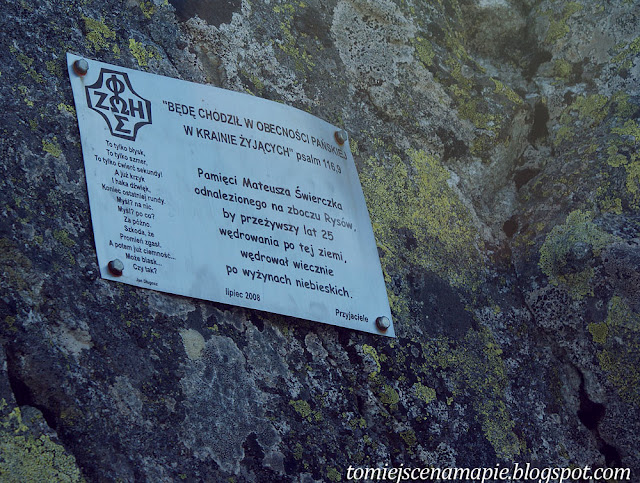 ΦΩΣ
ΖΩΗ
"BĘDĘ CHODZIŁ W OBECNOŚCI PAŃSKIEJ
W KRAINIE ŻYJĄCYCH" psalm 116,9
To tylko błysk,
To tylko szmer,
To tylko ćwierć sekundy!
A już krzyk
I haka dźwięk,
Koniec ostatniej rundy.
Myśl? na nic.
Myśl? po co?
Za późno.
Szkoda, że
Promień zgasł.
A potem już ciemność...
Może blask...
Czy tak?
Jan Długosz
Pamięci Mateusza Świerczka
odnalezionego na zboczu Rysów,
by przeżywszy lat 25
wędrowania po tej ziemi,
wędrował wiecznie
po wyżynach niebieskich.
lipiec 2008
Przyjaciele
tomiejscenamapie.blogspot.com